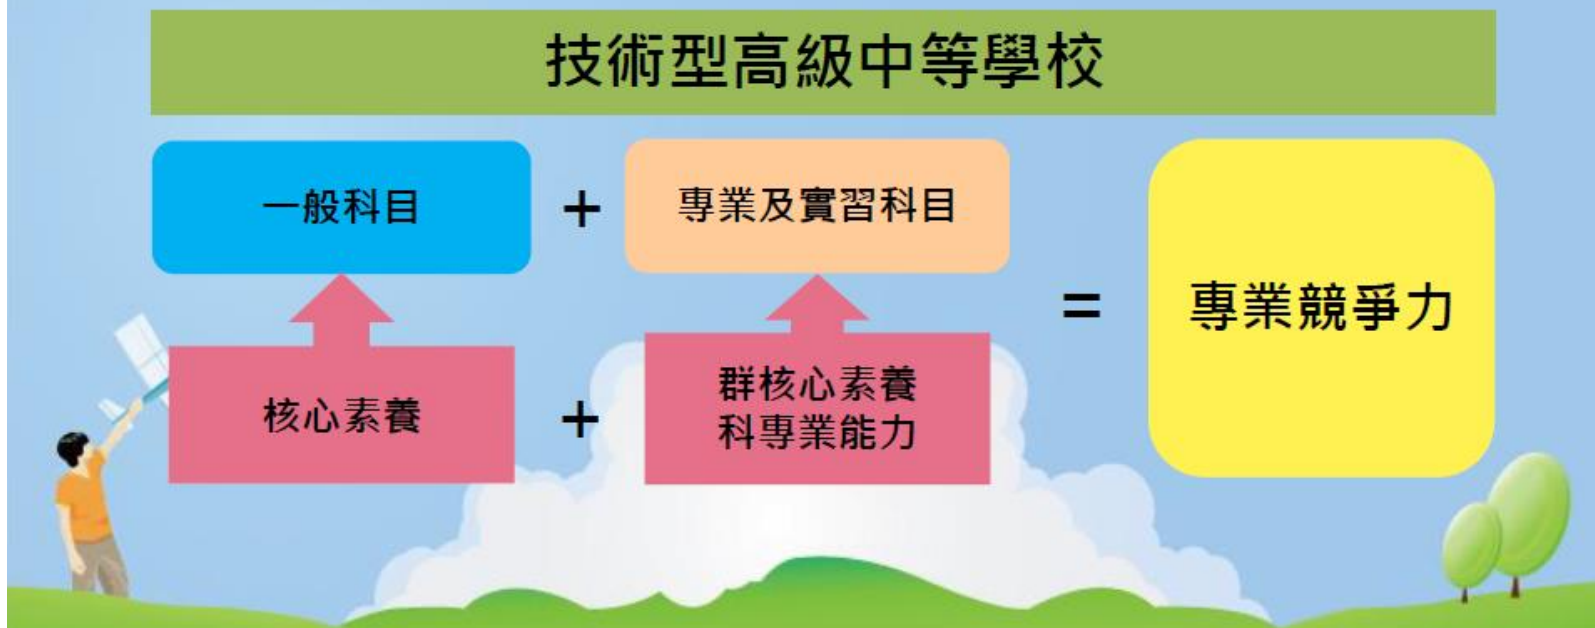 技術型高級中等學校
一般科目
+
專業及實習科目
=
專業競爭力
核心素養
+
群核心素養
科專業能力